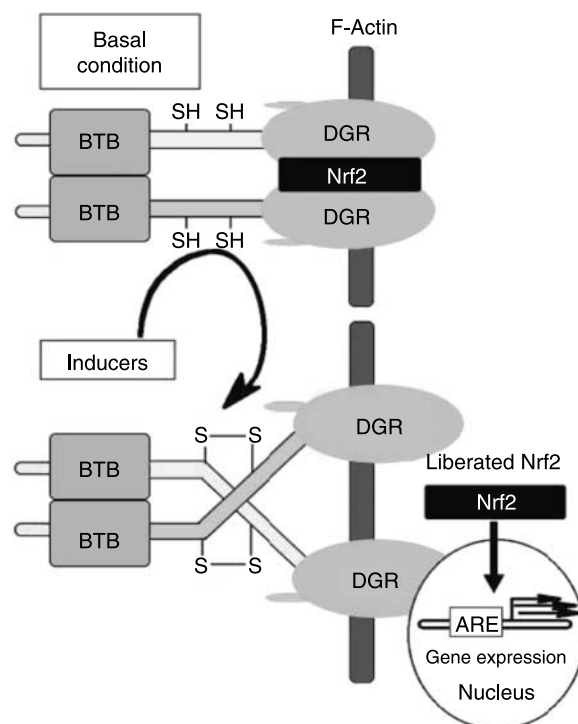 F-Actin
Basal
condition
SH SH
BTB
DGR
Nrf2
BTB
DGR
SH SH
Inducers
S S
DGR
BTB
Liberated Nrf2
Nrf2
BTB
S S
DGR
ARE
Gene expression
Nucleus